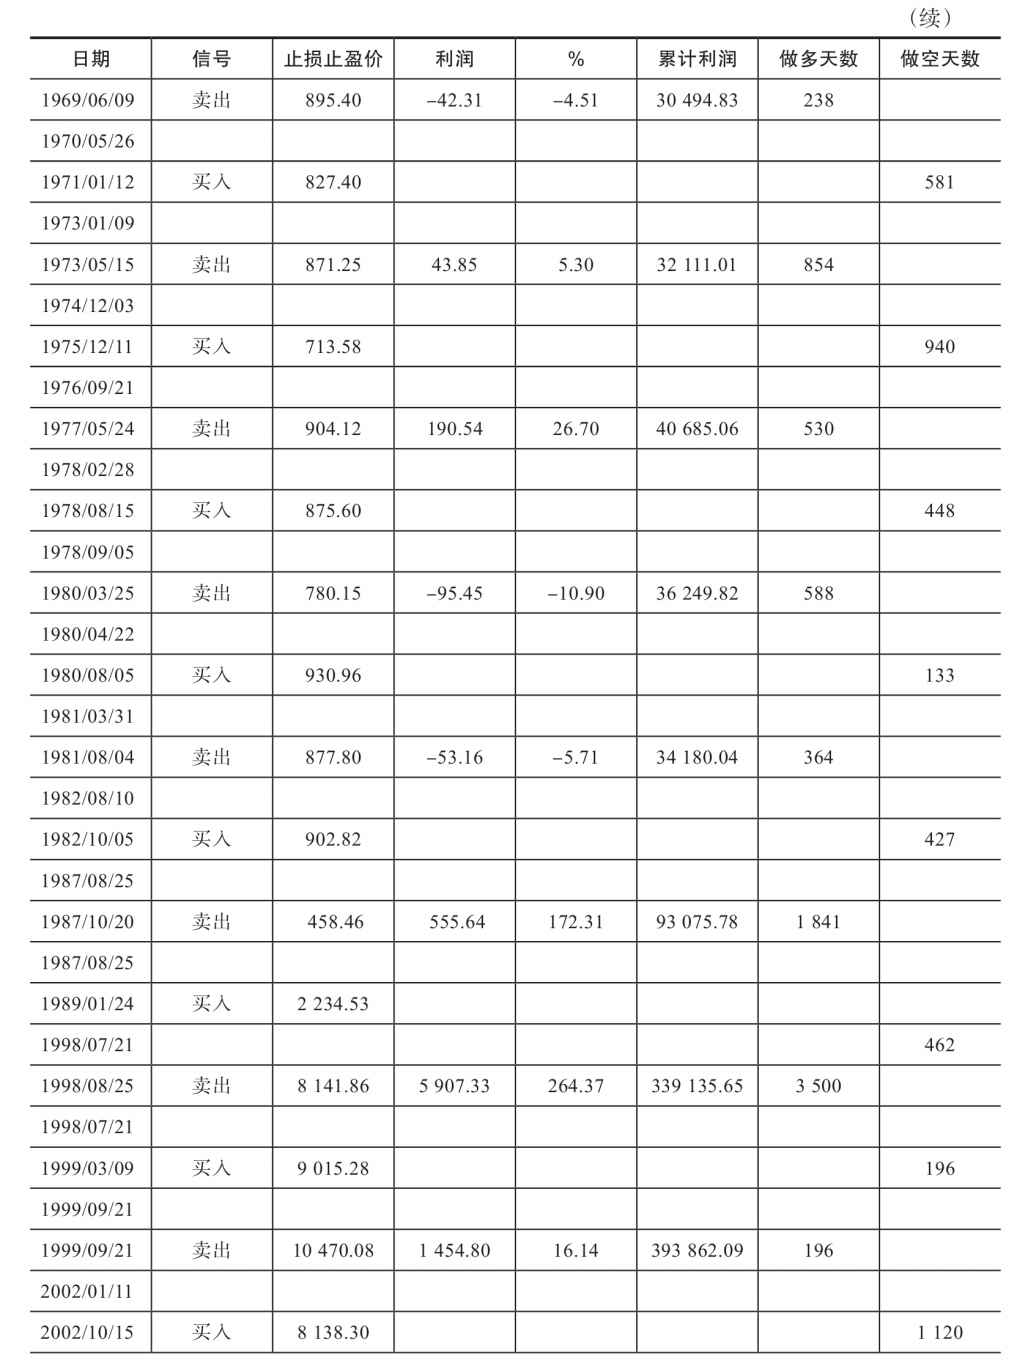 （续）
日期 信号 止损止盈价 利润 % 累计利润 做多天数 做空天数
1969/06/09 卖出 895.40 –42.31 –4.51 30 494.83 238
1970/05/26
1971/01/12 买入 827.40 581
1973/01/09
1973/05/15 卖出 871.25 43.85 5.30 32 111.01 854
1974/12/03
1975/12/11 买入 713.58 940
1976/09/21
1977/05/24 卖出 904.12 190.54 26.70 40 685.06 530
1978/02/28
1978/08/15 买入 875.60 448
1978/09/05
1980/03/25 卖出 780.15 –95.45 –10.90 36 249.82 588
1980/04/22
1980/08/05 买入 930.96 133
1981/03/31
1981/08/04 卖出 877.80 –53.16 –5.71 34 180.04 364
1982/08/10
1982/10/05 买入 902.82 427
1987/08/25
1987/10/20 卖出 458.46 555.64 172.31 93 075.78 1 841
1987/08/25
1989/01/24 买入 2 234.53
1998/07/21 462
1998/08/25 卖出 8 141.86 5 907.33 264.37 339 135.65 3 500
1998/07/21
1999/03/09 买入 9 015.28 196
1999/09/21
1999/09/21 卖出 10 470.08 1 454.80 16.14 393 862.09 196
2002/01/11
2002/10/15 买入 8 138.30 1 120